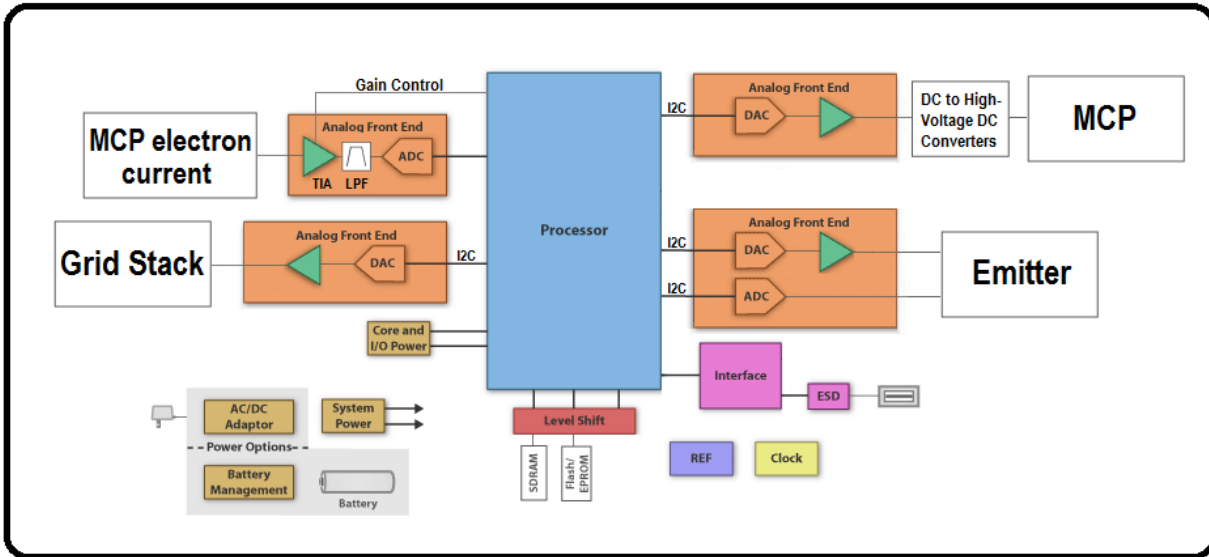 Gain Control
Analog Front End
MCP electron
current
TIA
LPF
ADC
Analog Front End
Grid Stack
DAC
I2C
Core and
I/O Power
Processor
I2C
Analog Front End
DAC
DC to High-
Voltage DC
Converters
MCP
Analog Front End
I2C
DAC
I2C
ADC
Emitter
Interface
ESD
AC/DC
Adaptor
System
Power
Power Options
Battery
Management
Battery
Level Shift
SDRAM
Flash/
EPROM
REF
Clock